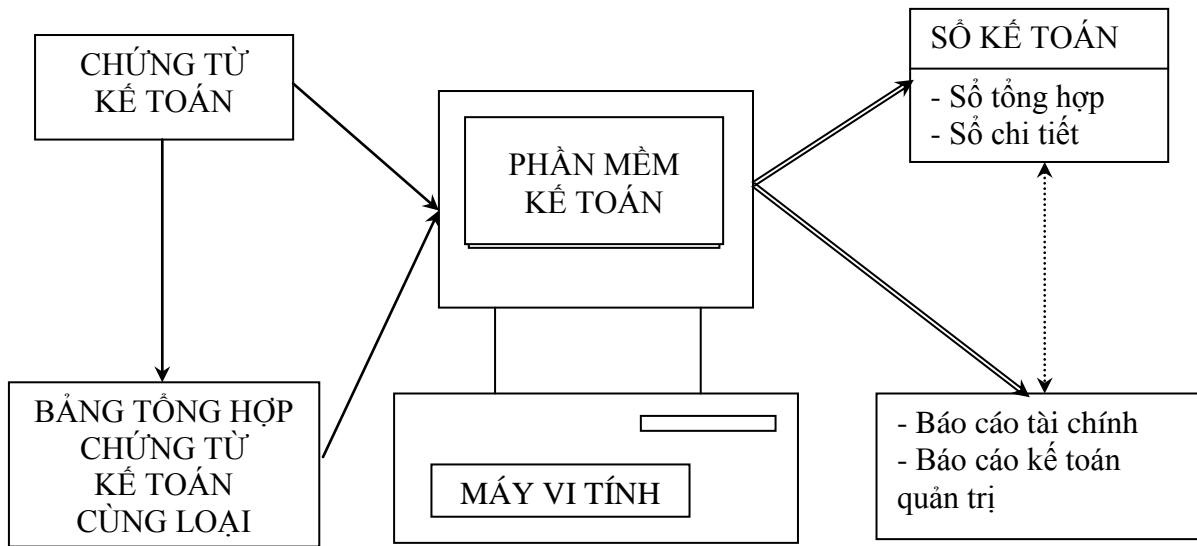 CHỨNG TỪ
KẾ TOÁN
BẢNG TỔNG HỢP
CHỨNG TỪ
KẾ TOÁN
CÙNG LOẠI
PHẦN MỀM
KẾ TOÁN
MÁY VI TÍNH
SỔ KẾ TOÁN
- Sổ tổng hợp
- Sổ chi tiết
- Báo cáo tài chính
- Báo cáo kế toán
quản trị